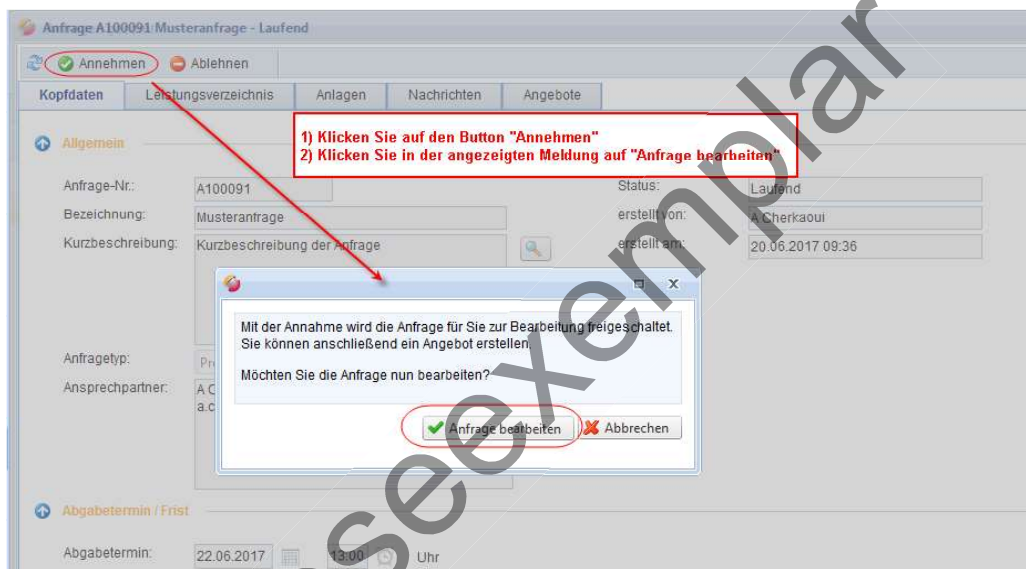 Anfrage A100091 Musteranfrage - Laufend
Annehmen Ablehnen
Kopfdaten Leistungsverzeichnis Anlagen Nachrichten Angebote
1) Klicken Sie auf den Button "Annehmen"
2) Klicken Sie in der angezeigten Meldung auf "Anfrage bearbeiten"
Allgemein
Anfrage-Nr.: A100091 Status: Laufend
Bezeichnung: Musteranfrage erstellt von: A Cherkaoui
Kurzbeschreibung: Kurzbeschreibung der Anfrage erstellt am: 20.06.2017 09:36
x
Mit der Annahme wird die Anfrage für Sie zur Bearbeitung freigeschaltet.
Sie können anschließend ein Angebot erstellen.
Möchten Sie die Anfrage nun bearbeiten?
Anfrage bearbeiten Abbrechen
Anfragetyp:
Ansprechpartner:
Abgabetermin / Frist
Abgabetermin: 22.06.2017 13:00 Uhr
seexemplar